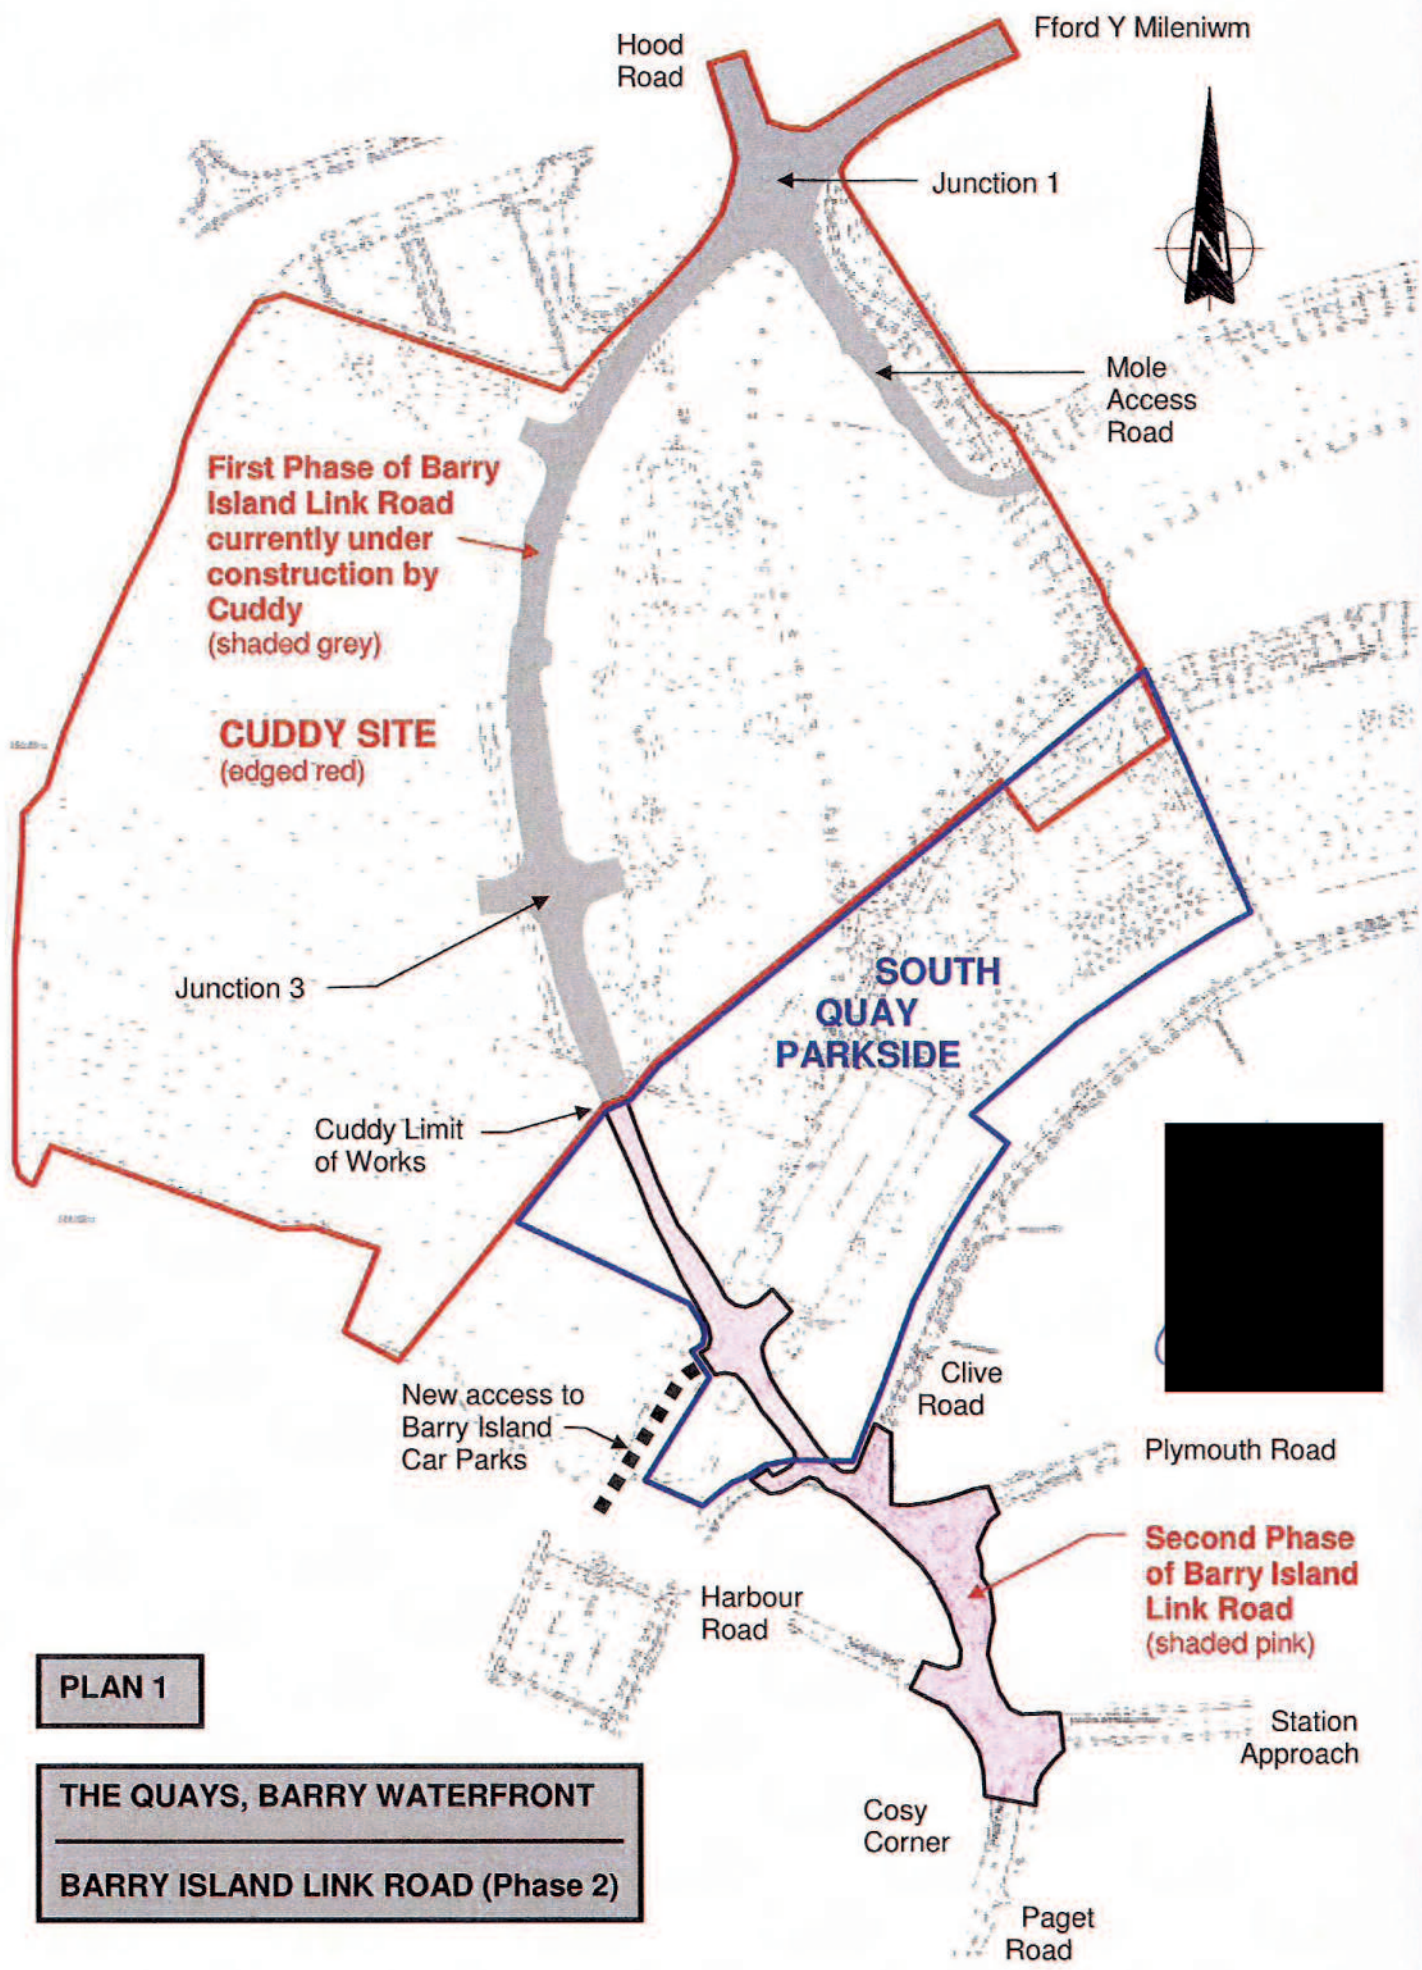 Fford Y Mileniwm
Hood
Road
Junction 1
N
Mole
Access
Road
First Phase of Barry
Island Link Road
currently under
construction by
Cuddy
(shaded grey)
CUDDY SITE
(edged red)
SOUTH
QUAY
PARKSIDE
Junction 3
Cuddy Limit
of Works
Clive
Road
New access to
Barry Island
Car Parks
Plymouth Road
Second Phase
of Barry Island
Link Road
(shaded pink)
Harbour
Road
PLAN 1
Station
Approach
THE QUAYS, BARRY WATERFRONT
BARRY ISLAND LINK ROAD (Phase 2)
Cosy
Corner
Paget
Road